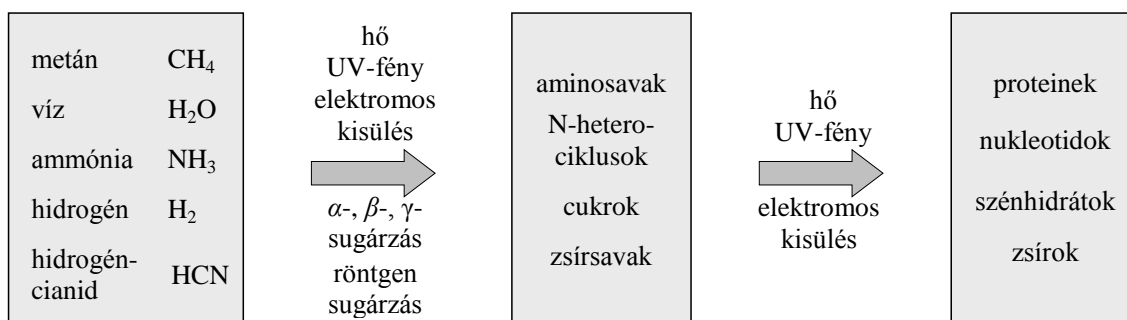 metán CH4
víz H2O
ammónia NH3
hidrogén H2
hidrogén-
cianid HCN
hő
UV-fény
elektromos
kisülés
α-, β-, γ-
sugárzás
röntgen
sugárzás
aminosavak
N-hetero-
ciklusok
cukrok
zsírsavak
hő
UV-fény
elektromos
kisülés
proteinek
nukleotidok
szénhidrátok
zsírok